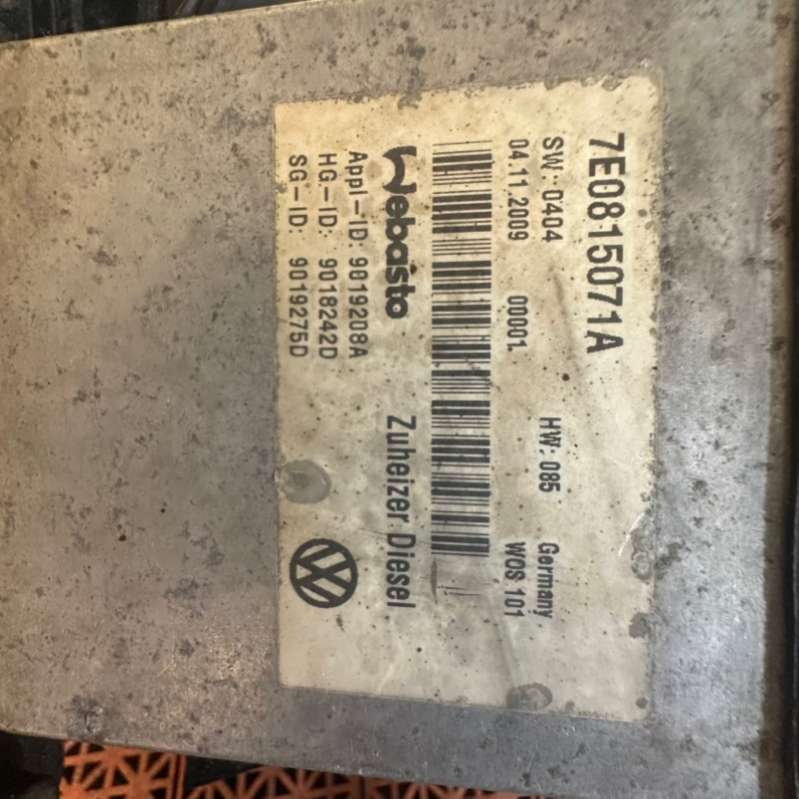 7E0815071A
SW: 0404 HW: 085 Germany
04.11.2009 00001. WOS 101
Webasto Zuheizer Diesel
Appl-ID: 9019208A
HG-ID: 9018242D
SG-ID: 9019275D